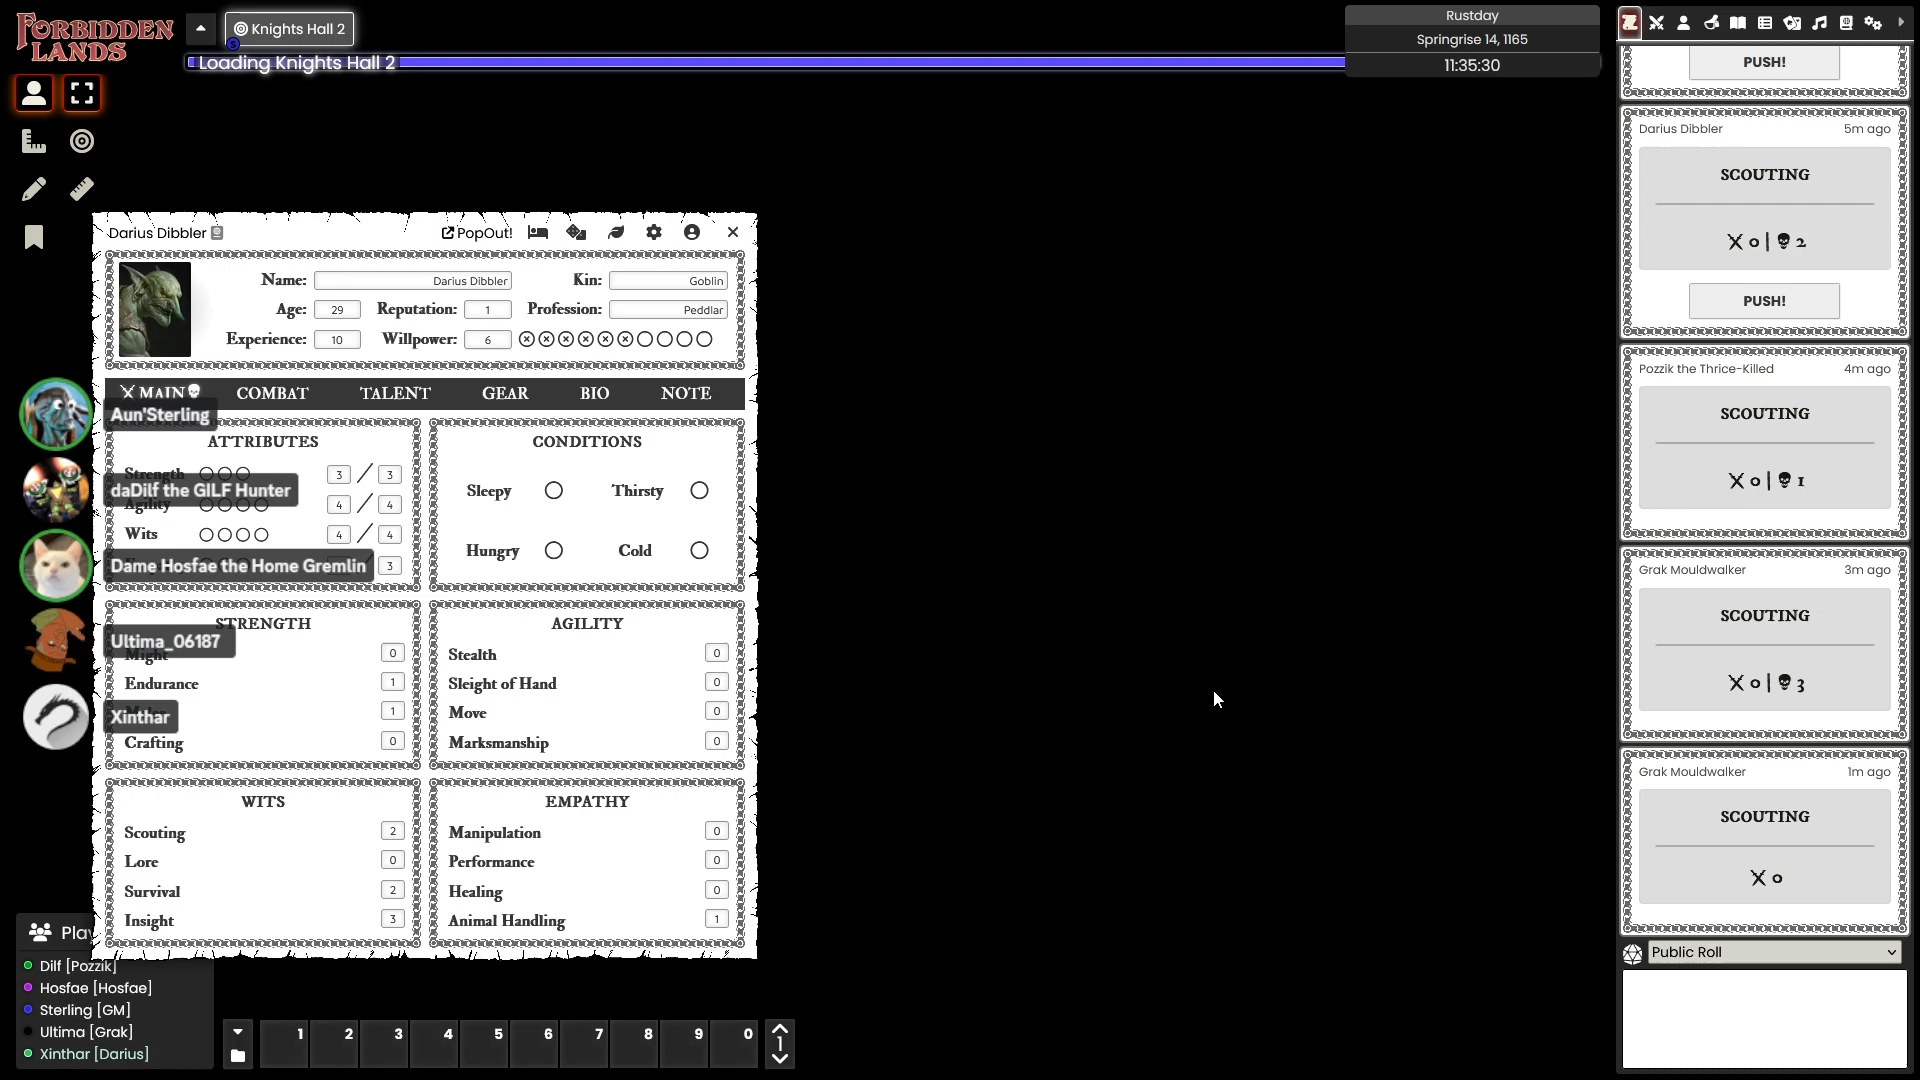 FORBIDDEN LANDS
Knights Hall 2
Loading Knights Hall 2
Rustday
Springrise 14, 1165
11:35:30
PUSH!
Darius Dibbler 5m ago
SCOUTING
0 | 2
PUSH!
Pozzik the Thrice-Killed 4m ago
SCOUTING
0 | 1
Grak Mouldwalker 3m ago
SCOUTING
0 | 3
Grak Mouldwalker 1m ago
SCOUTING
0
Public Roll
Darius Dibbler PopOut!
Name: Darius Dibbler Kin: Goblin
Age: 29 Reputation: 1 Profession: Peddlar
Experience: 10 Willpower: 6
MAIN COMBAT TALENT GEAR BIO NOTE
Aun'Sterling
ATTRIBUTES
Strength 3 / 3
daDilf the GILF Hunter
Agility 4 / 4
Wits 4 / 4
Dame Hosfae the Home Gremlin 3
CONDITIONS
Sleepy Thirsty
Hungry Cold
STRENGTH
Ultima_06187
Might 0
Endurance 1
Xinthar 1
Crafting 0
AGILITY
Stealth 0
Sleight of Hand 0
Move 0
Marksmanship 0
WITS
Scouting 2
Lore 0
Survival 2
Insight 3
EMPATHY
Manipulation 0
Performance 0
Healing 0
Animal Handling 1
Play
Dilf [Pozzik]
Hosfae [Hosfae]
Sterling [GM]
Ultima [Grak]
Xinthar [Darius]
1 2 3 4 5 6 7 8 9 0
1